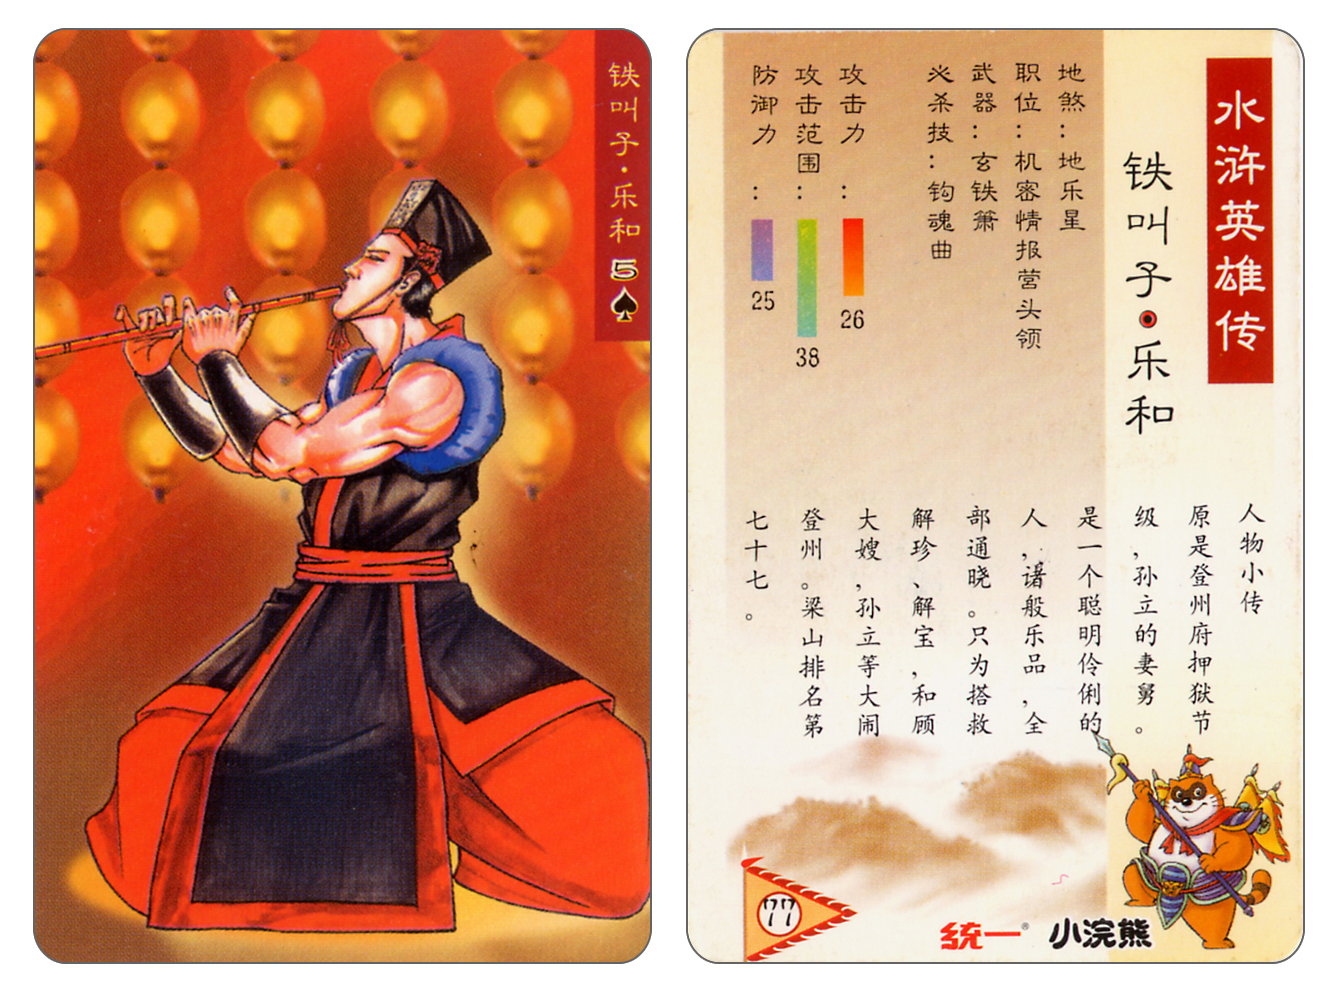 铁叫子·乐和
5
水浒英雄传
铁叫子·乐和
地煞：地乐星
职位：机密情报营头领
武器：玄铁箫
必杀技：钩魂曲
攻击力：
26
攻击范围：
38
防御力：
25
人物小传
原是登州府押狱节
级，孙立的妻舅。
是一个聪明伶俐的
人，诸般乐品，全
部通晓。只为搭救
解珍、解宝，和顾
大嫂，孙立等大闹
登州。梁山排名第
七十七。
77
统一® 小浣熊